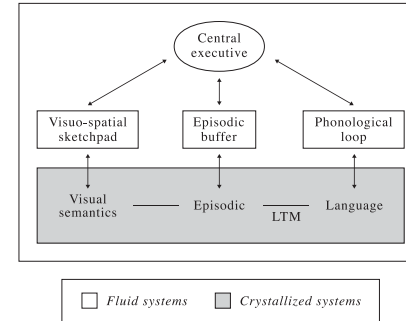 Central
executive
Visuo-spatial
sketchpad
Episodic
buffer
Phonological
loop
Visual
semantics
Episodic
LTM
Language
Fluid systems
Crystallized systems